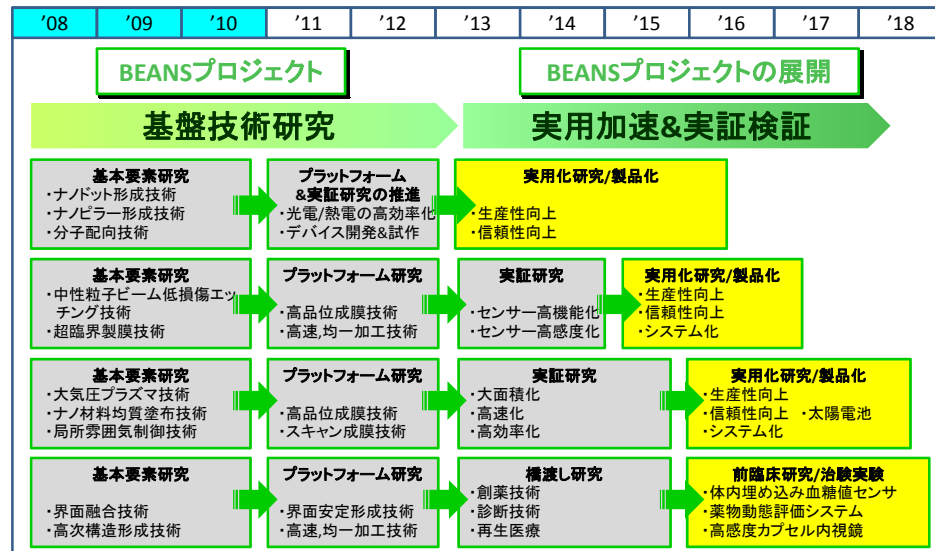 ’08 ’09 ’10 ’11 ’12 ’13 ’14 ’15 ’16 ’17 ’18
BEANSプロジェクト
BEANSプロジェクトの展開
基盤技術研究
実用加速&実証検証
基本要素研究
・ナノドット形成技術
・ナノピラー形成技術
・分子配向技術
プラットフォーム
&実証研究の推進
・光電/熱電の高効率化
・デバイス開発&試作
実用化研究/製品化
・生産性向上
・信頼性向上
基本要素研究
・中性粒子ビーム低損傷エッ
チング技術
・超臨界製膜技術
プラットフォーム研究
・高品位成膜技術
・高速,均一加工技術
実証研究
・センサー高機能化
・センサー高感度化
実用化研究/製品化
・生産性向上
・信頼性向上
・システム化
基本要素研究
・大気圧プラズマ技術
・ナノ材料均質塗布技術
・局所雰囲気制御技術
プラットフォーム研究
・高品位成膜技術
・スキャン成膜技術
実証研究
・大面積化
・高速化
・高効率化
実用化研究/製品化
・生産性向上
・信頼性向上 ・太陽電池
・システム化
基本要素研究
・界面融合技術
・高次構造形成技術
プラットフォーム研究
・界面安定形成技術
・高速,均一加工技術
橋渡し研究
・創薬技術
・診断技術
・再生医療
前臨床研究/治験実験
・体内埋め込み血糖値センサ
・薬物動態評価システム
・高感度カプセル内視鏡